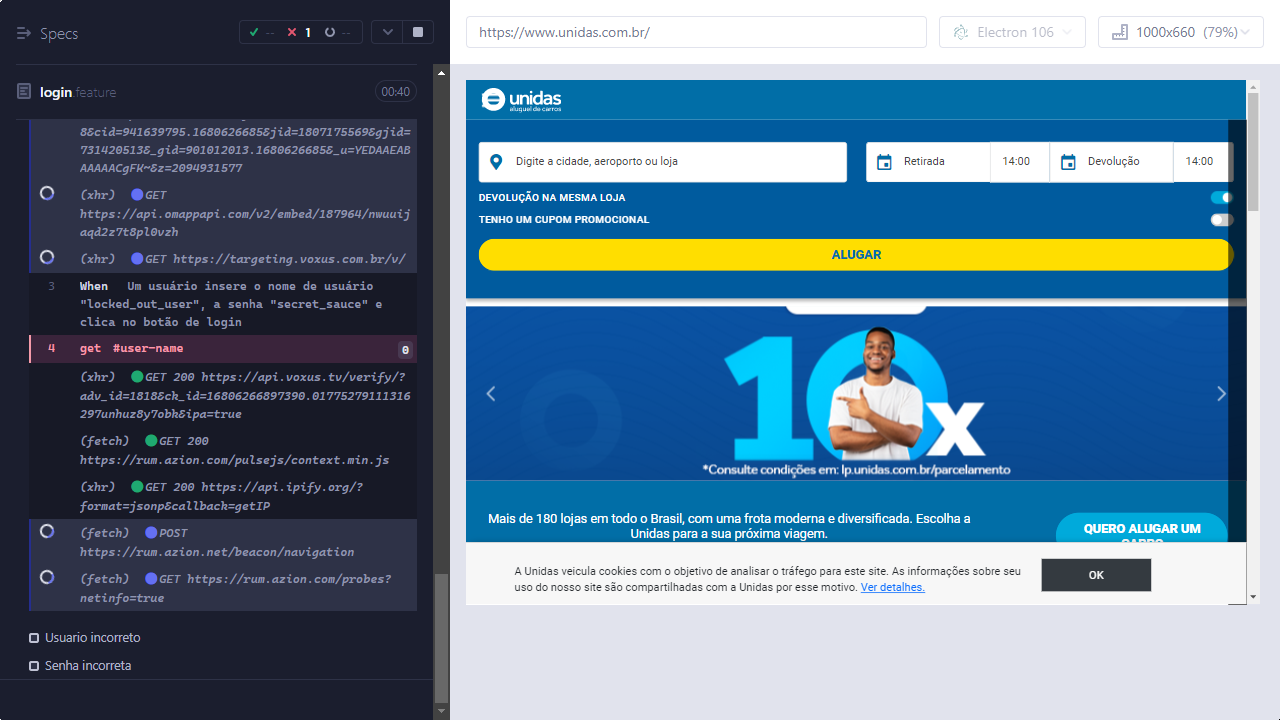 Specs
-- 1 --
login.feature
00:40
8&cid=941639795.1680626685&jid=1807175569&gjid=
731420513&_gid=901012013.1680626685&_u=YEDAAEAB
AAAAACgFK~&z=2094931577
(xhr) GET
https://api.omappapi.com/v2/embed/187964/nwuuij
aqd2z7t8pl0vzh
(xhr) GET https://targeting.voxus.com.br/v/
3 When Um usuário insere o nome de usuário
"locked_out_user", a senha "secret_sauce" e
clica no botão de login
4 get #user-name 0
(xhr) GET 200 https://api.voxus.tv/verify/?
adv_id=1818&ck_id=16806266897390.01775279111316
297unhuz8y7obk&ipa=true
(fetch) GET 200
https://rum.azion.com/pulsejs/context.min.js
(xhr) GET 200 https://api.ipify.org/?
format=jsonp&callback=getIP
(fetch) POST
https://rum.azion.net/beacon/navigation
(fetch) GET https://rum.azion.com/probes?
netinfo=true
Usuario incorreto
Senha incorreta
https://www.unidas.com.br/
Electron 106
1000x660 (79%)
unidas
aluguel de carros
Digite a cidade, aeroporto ou loja
Retirada 14:00 Devolução 14:00
DEVOLUÇÃO NA MESMA LOJA
TENHO UM CUPOM PROMOCIONAL
ALUGAR
10x
*Consulte condições em: lp.unidas.com.br/parcelamento
Mais de 180 lojas em todo o Brasil, com uma frota moderna e diversificada. Escolha a
Unidas para a sua próxima viagem.
QUERO ALUGAR UM
CARRO
A Unidas veicula cookies com o objetivo de analisar o tráfego para este site. As informações sobre seu
uso do nosso site são compartilhadas com a Unidas por esse motivo. Ver detalhes.
OK